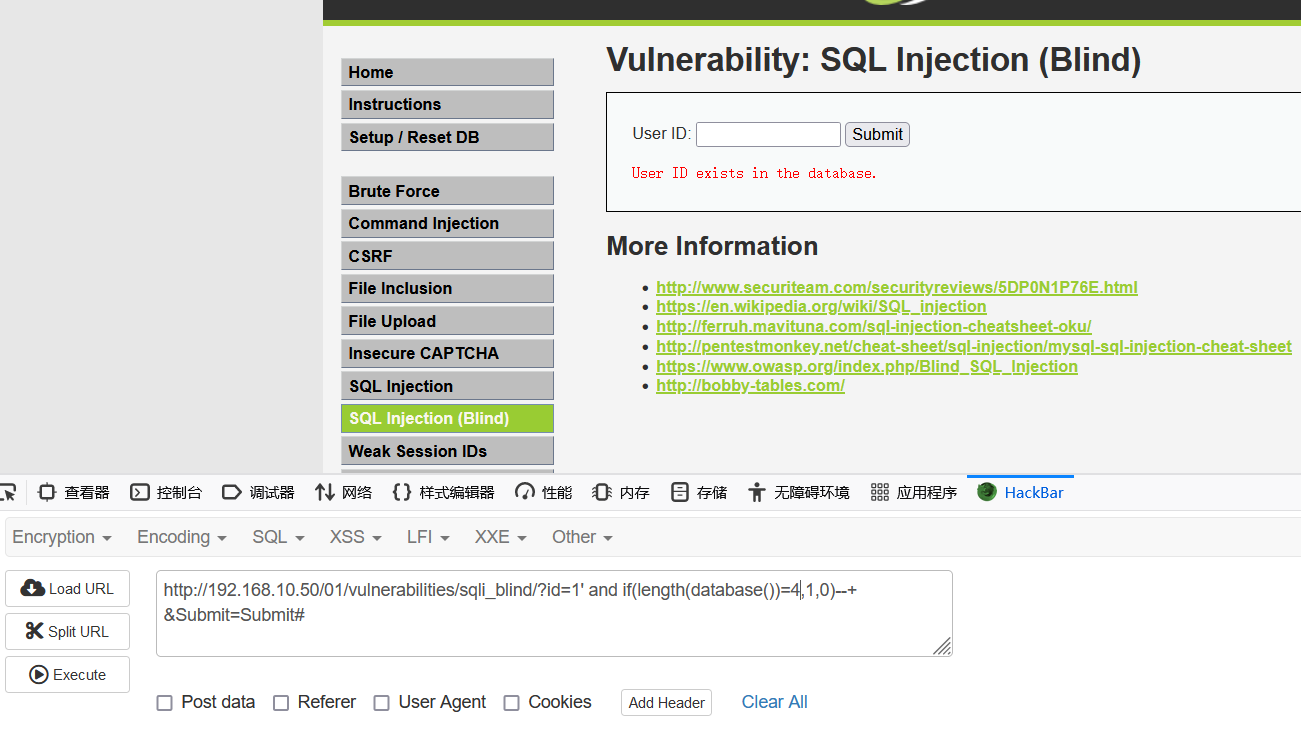 Vulnerability: SQL Injection (Blind)
Home
Instructions
Setup / Reset DB
Brute Force
Command Injection
CSRF
File Inclusion
File Upload
Insecure CAPTCHA
SQL Injection
SQL Injection (Blind)
Weak Session IDs
User ID:
Submit
User ID exists in the database.
More Information
http://www.securiteam.com/securityreviews/5DP0N1P76E.html
https://en.wikipedia.org/wiki/SQL_injection
http://ferruh.mavituna.com/sql-injection-cheatsheet-oku/
http://pentestmonkey.net/cheat-sheet/sql-injection/mysql-sql-injection-cheat-sheet
https://www.owasp.org/index.php/Blind_SQL_Injection
http://bobby-tables.com/
查看器 控制台 调试器 网络 样式编辑器 性能 内存 存储 无障碍环境 应用程序 HackBar
Encryption Encoding SQL XSS LFI XXE Other
Load URL
Split URL
Execute
http://192.168.10.50/01/vulnerabilities/sqli_blind/?id=1' and if(length(database())=4,1,0)--+
&Submit=Submit#
Post data Referer User Agent Cookies Add Header Clear All